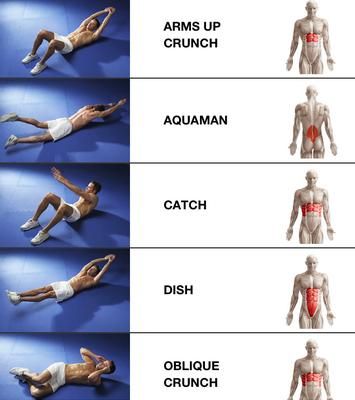 ARMS UP
CRUNCH
AQUAMAN
CATCH
DISH
OBLIQUE
CRUNCH